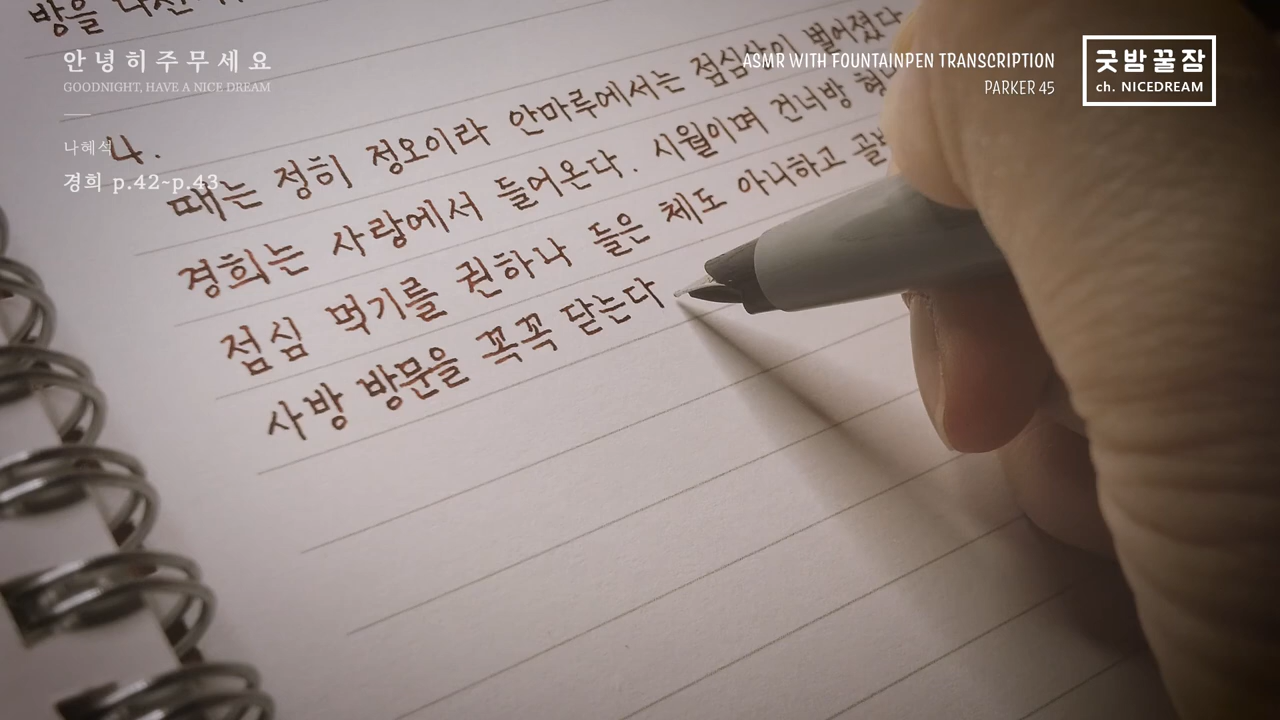 안녕히주무세요
GOODNIGHT, HAVE A NICE DREAM
나혜석
경희 p.42~p.43
ASMR WITH FOUNTAINPEN TRANSCRIPTION
PARKER 45
굿밤꿀잠
ch. NICEDREAM
방을
4.
때는 정히 정오이라 안마루에서는 점심상이 벌어졌다
경희는 사랑에서 들어온다. 시월이며 건너방
점심 먹기를 권하나 들은 체도 아니하고
사방 방문을 꼭꼭 닫는다